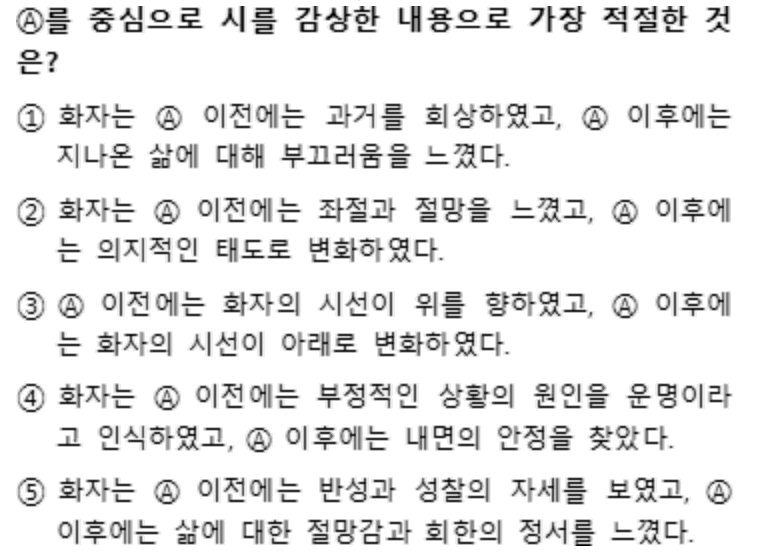 Ⓐ를 중심으로 시를 감상한 내용으로 가장 적절한 것
은?
① 화자는 Ⓐ 이전에는 과거를 회상하였고, Ⓐ 이후에는
지나온 삶에 대해 부끄러움을 느꼈다.
② 화자는 Ⓐ 이전에는 좌절과 절망을 느꼈고, Ⓐ 이후에
는 의지적인 태도로 변화하였다.
③ Ⓐ 이전에는 화자의 시선이 위를 향하였고, Ⓐ 이후에
는 화자의 시선이 아래로 변화하였다.
④ 화자는 Ⓐ 이전에는 부정적인 상황의 원인을 운명이라
고 인식하였고, Ⓐ 이후에는 내면의 안정을 찾았다.
⑤ 화자는 Ⓐ 이전에는 반성과 성찰의 자세를 보였고, Ⓐ
이후에는 삶에 대한 절망감과 회한의 정서를 느꼈다.